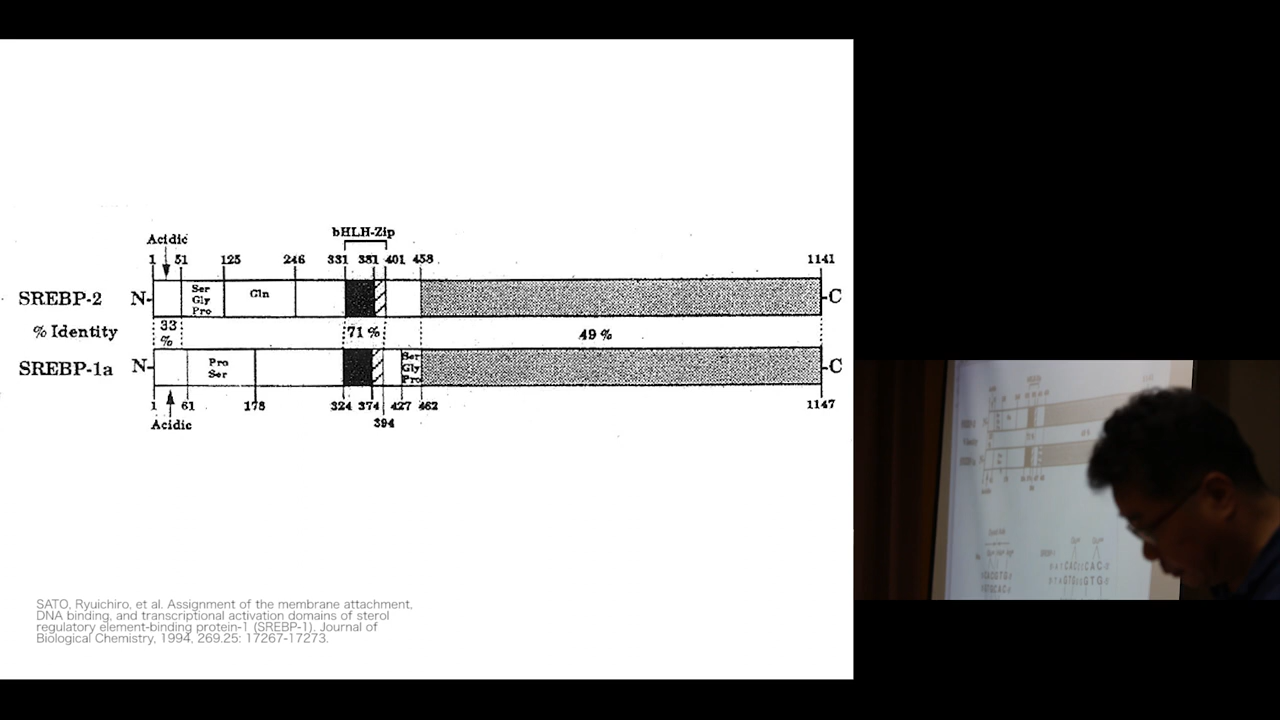 bHLH-Zip
Acidic
1 51 125 246 331 381 401 458 1141
SREBP-2 N- Ser Gly Pro Gln -C
% Identity 33 % 71 % 49 %
SREBP-1a N- Pro Ser Ser Gly Pro -C
1 61 178 324 374 427 462 1147
Acidic 394
SATO, Ryuichiro, et al. Assignment of the membrane attachment,
DNA binding, and transcriptional activation domains of sterol
regulatory element-binding protein-1 (SREBP-1). Journal of
Biological Chemistry, 1994, 269.25: 17267-17273.